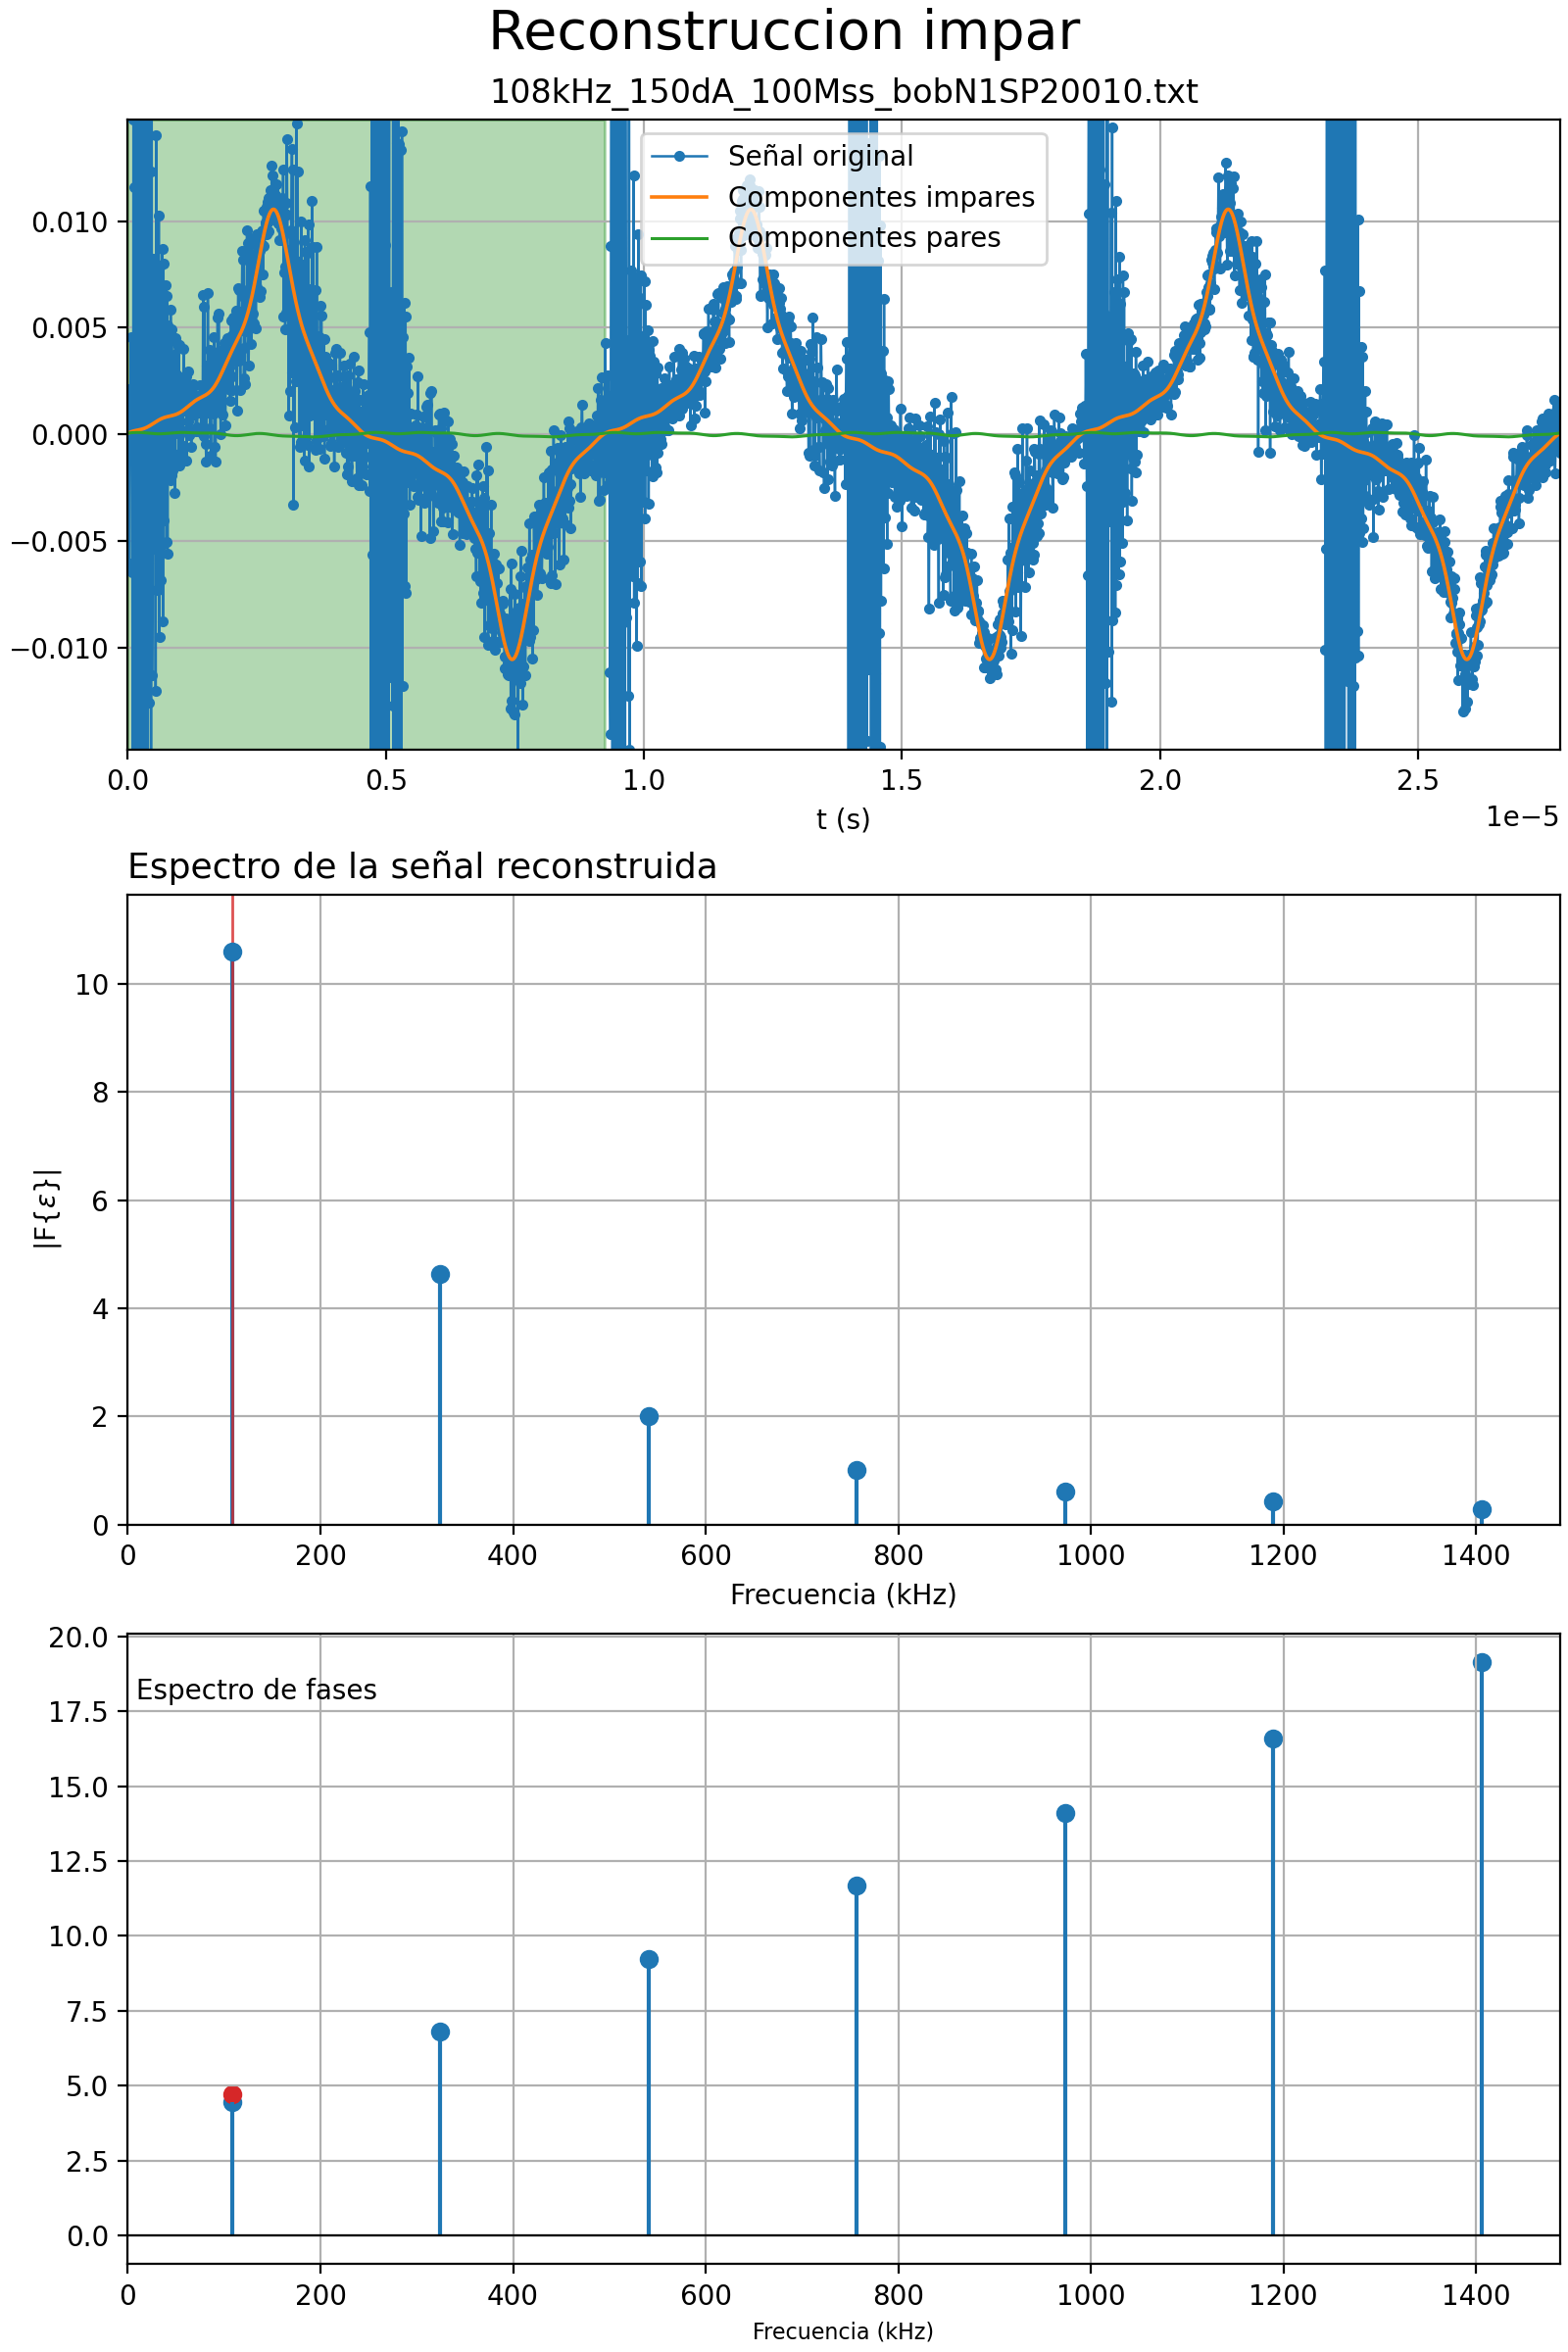 Reconstruccion impar
108kHz_150dA_100Mss_bobN1SP20010.txt
Señal original
Componentes impares
Componentes pares
0.010
0.005
0.000
−0.005
−0.010
0.0 0.5 1.0 1.5 2.0 2.5
1e−5
t (s)
Espectro de la señal reconstruida
10
8
6
4
2
0
|F{ε}|
0 200 400 600 800 1000 1200 1400
Frecuencia (kHz)
20.0
Espectro de fases
17.5
15.0
12.5
10.0
7.5
5.0
2.5
0.0
0 200 400 600 800 1000 1200 1400
Frecuencia (kHz)